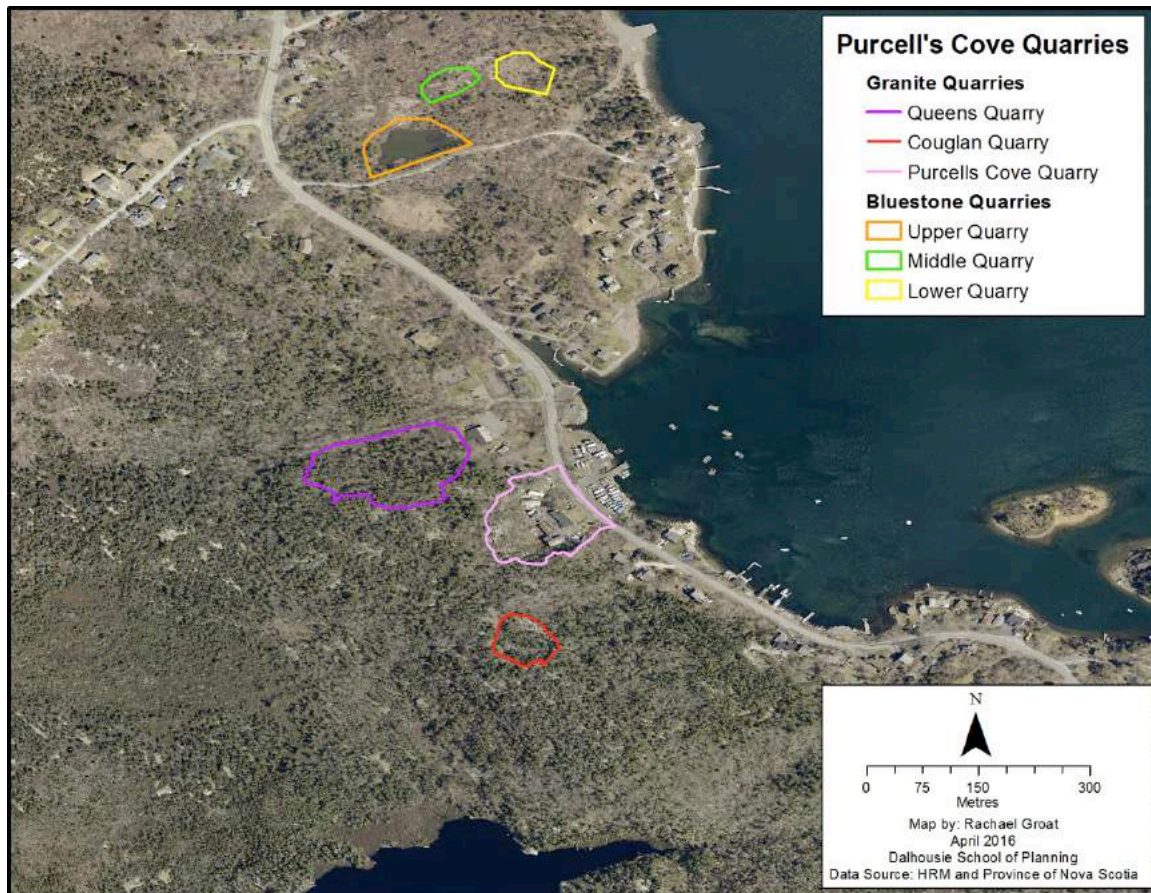 Purcell's Cove Quarries
Granite Quarries
Queens Quarry
Couglan Quarry
Purcells Cove Quarry
Bluestone Quarries
Upper Quarry
Middle Quarry
Lower Quarry
N
0 75 150 300
Metres
Map by: Rachael Groat
April 2016
Dalhousie School of Planning
Data Source: HRM and Province of Nova Scotia